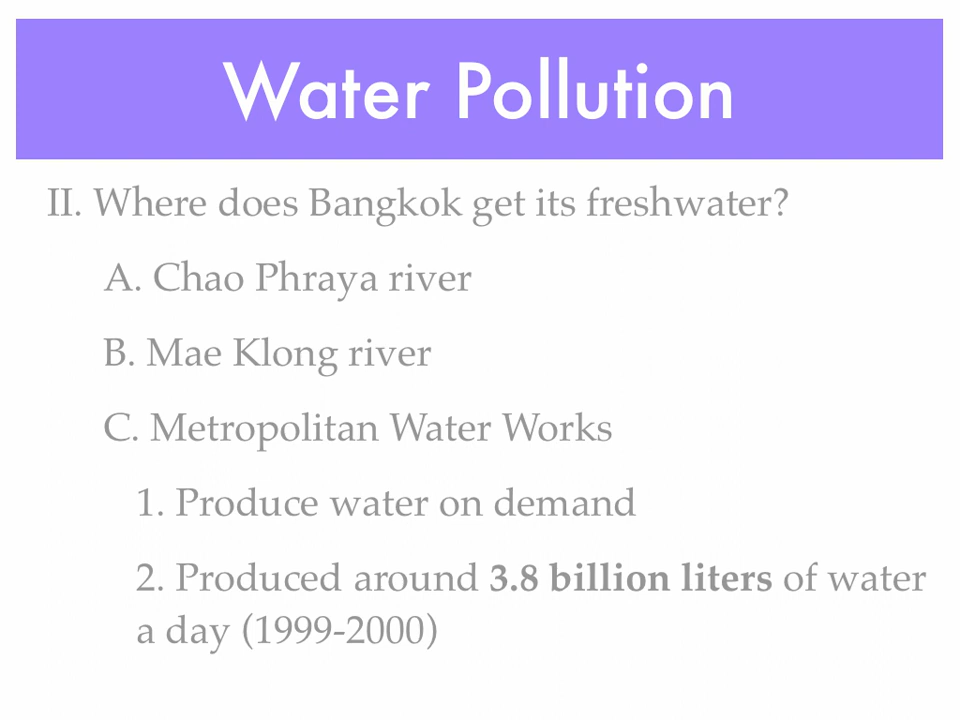 Water Pollution
II. Where does Bangkok get its freshwater?
A. Chao Phraya river
B. Mae Klong river
C. Metropolitan Water Works
1. Produce water on demand
2. Produced around 3.8 billion liters of water
a day (1999-2000)